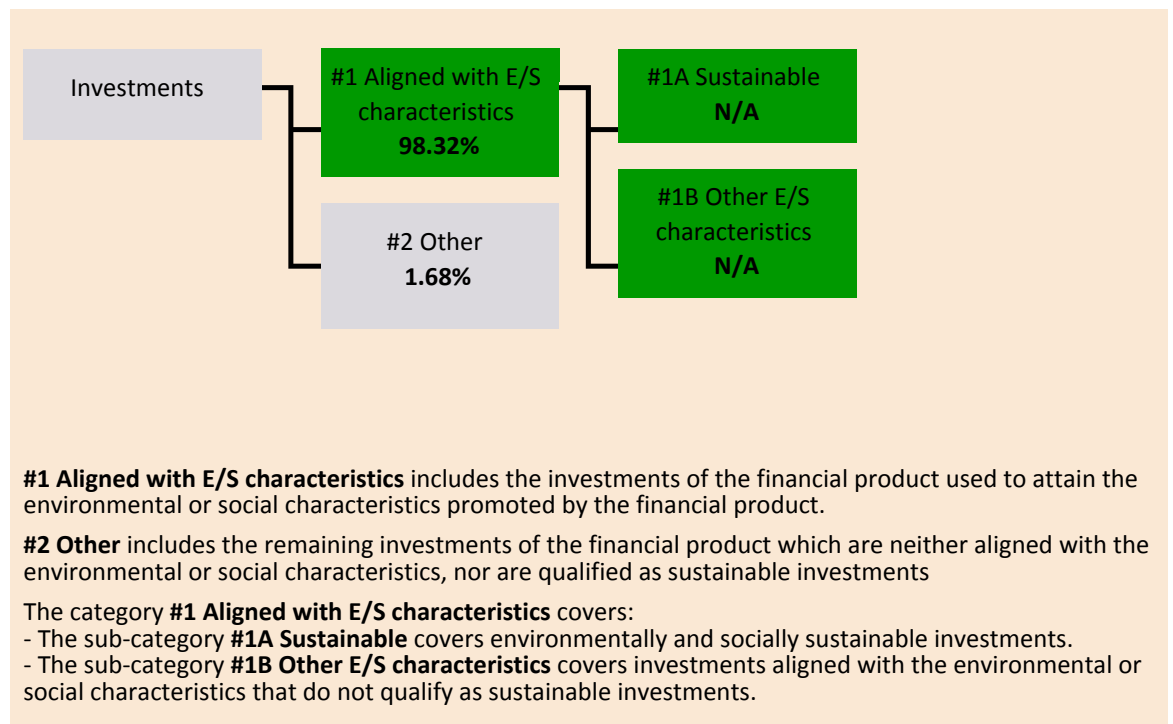 Investments
#1 Aligned with E/S
characteristics
98.32%
#2 Other
1.68%
#1A Sustainable
N/A
#1B Other E/S
characteristics
N/A
#1 Aligned with E/S characteristics includes the investments of the financial product used to attain the
environmental or social characteristics promoted by the financial product.
#2 Other includes the remaining investments of the financial product which are neither aligned with the
environmental or social characteristics, nor are qualified as sustainable investments
The category #1 Aligned with E/S characteristics covers:
- The sub-category #1A Sustainable covers environmentally and socially sustainable investments.
- The sub-category #1B Other E/S characteristics covers investments aligned with the environmental or
social characteristics that do not qualify as sustainable investments.